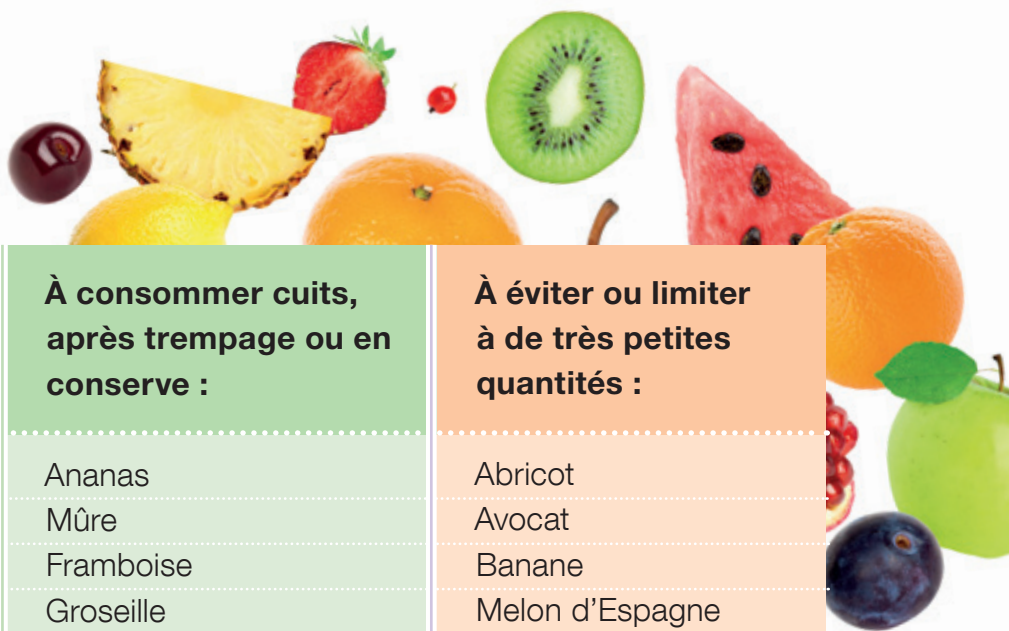 À consommer cuits,
après trempage ou en
conserve :
Ananas
Mûre
Framboise
Groseille
À éviter ou limiter
à de très petites
quantités :
Abricot
Avocat
Banane
Melon d’Espagne